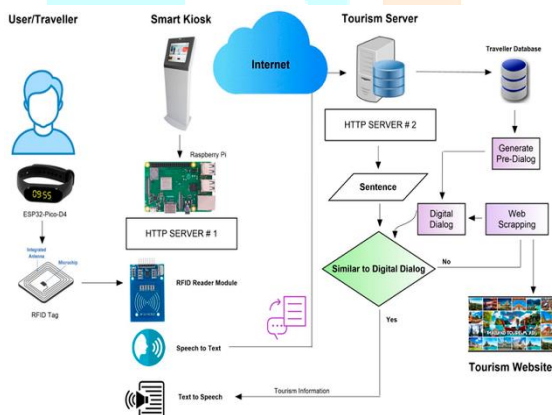 User/Traveller
Smart Kiosk
Tourism Server
Internet
Traveller Database
HTTP SERVER # 2
Generate
Pre-Dialog
Raspberry Pi
Sentence
09:55
ESP32-Pico-D4
HTTP SERVER # 1
Digital
Dialog
Web
Scrapping
Integrated
Antenna
Microchip
RFID Reader Module
Similar to Digital Dialog
No
RFID Tag
Yes
Speech to Text
Tourism Website
Tourism Information
Text to Speech